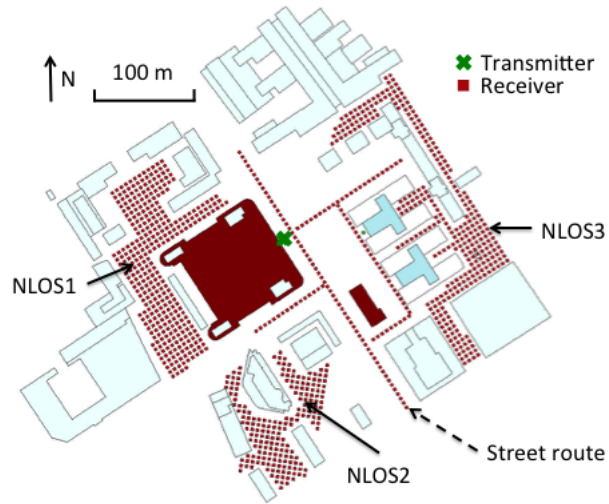 N
100 m
Transmitter
Receiver
NLOS1
NLOS3
NLOS2
Street route